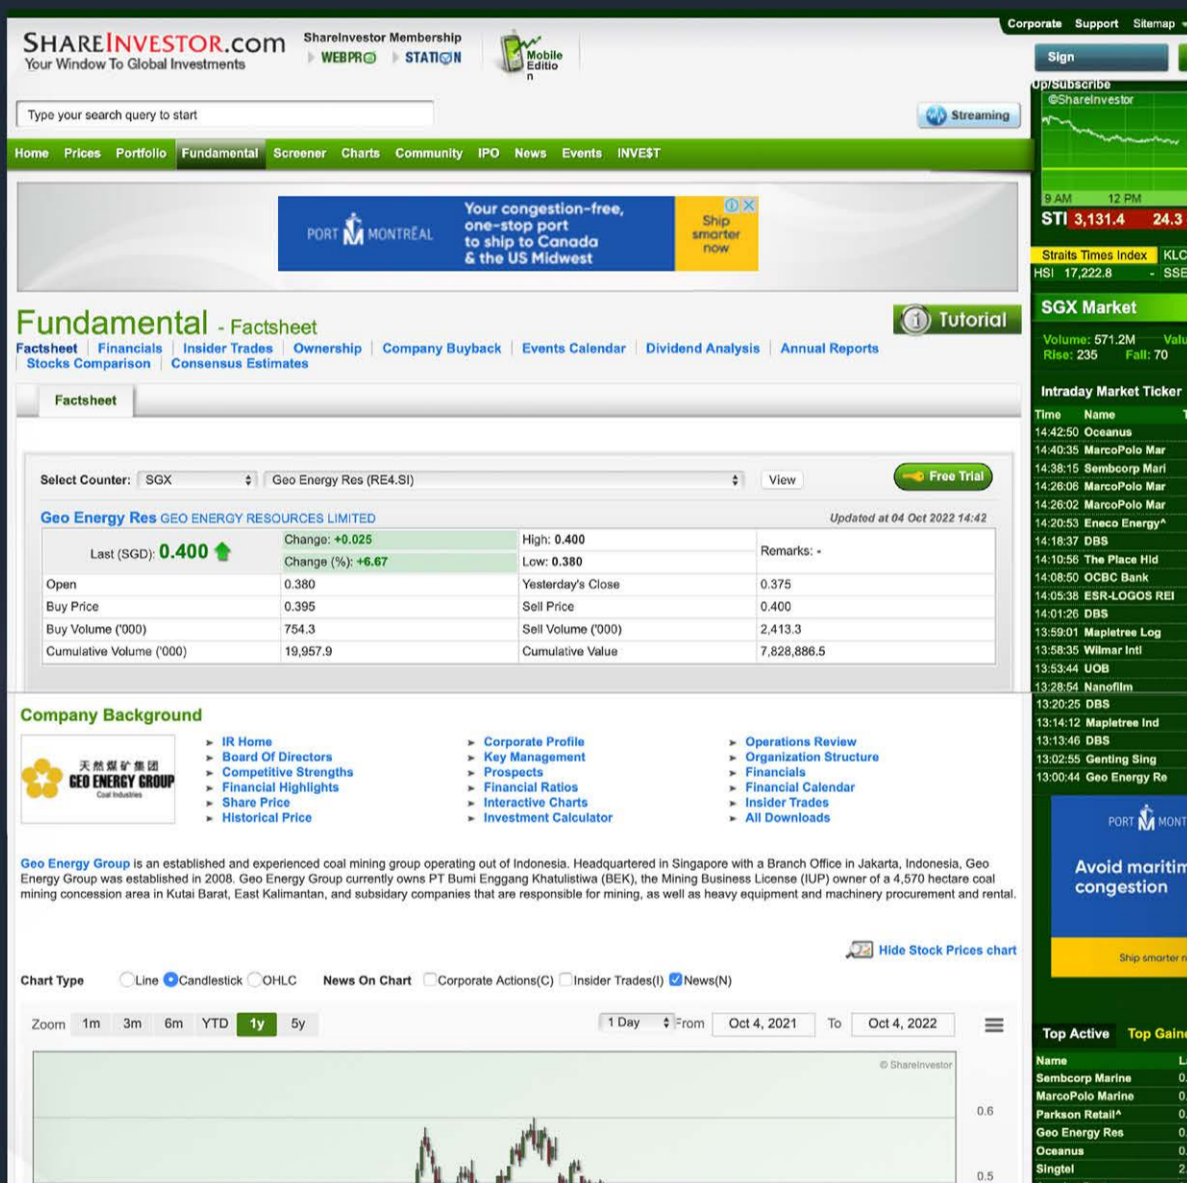 Corporate Support Sitemap
SHAREINVESTOR.com
Your Window To Global Investments
ShareInvestor Membership
WEBPRO STATION
Mobile
Editio
n
Sign
Up/Subscribe
Type your search query to start
Streaming
©ShareInvestor
Home Prices Portfolio Fundamental Screener Charts Community IPO News Events INVE$T
9 AM 12 PM
STI 3,131.4 24.3
PORT MONTRÉAL
Your congestion-free,
one-stop port
to ship to Canada
& the US Midwest
Ship
smarter
now
Straits Times Index KLC
HSI 17,222.8 - SSE
Fundamental - Factsheet
Tutorial
Factsheet Financials Insider Trades Ownership Company Buyback Events Calendar Dividend Analysis Annual Reports
Stocks Comparison Consensus Estimates
SGX Market
Volume: 571.2M Valu
Rise: 235 Fall: 70
Factsheet
Select Counter: SGX Geo Energy Res (RE4.SI) View Free Trial
Geo Energy Res GEO ENERGY RESOURCES LIMITED Updated at 04 Oct 2022 14:42
Last (SGD): 0.400 Change: +0.025 High: 0.400 Remarks: -
Change (%): +6.67 Low: 0.380
Open 0.380 Yesterday's Close 0.375
Buy Price 0.395 Sell Price 0.400
Buy Volume ('000) 754.3 Sell Volume ('000) 2,413.3
Cumulative Volume ('000) 19,957.9 Cumulative Value 7,828,886.5
Intraday Market Ticker
Time Name T
14:42:50 Oceanus
14:40:35 MarcoPolo Mar
14:38:15 Sembcorp Mari
14:26:06 MarcoPolo Mar
14:26:02 MarcoPolo Mar
14:20:53 Eneco Energy^
14:18:37 DBS
14:10:56 The Place Hld
14:08:50 OCBC Bank
14:05:38 ESR-LOGOS REI
14:01:26 DBS
13:59:01 Mapletree Log
13:58:35 Wilmar Intl
13:53:44 UOB
13:28:54 Nanofilm
13:20:25 DBS
13:14:12 Mapletree Ind
13:13:46 DBS
13:02:55 Genting Sing
13:00:44 Geo Energy Re
Company Background
天然煤矿集团
GEO ENERGY GROUP
Coal Industries
IR Home Corporate Profile Operations Review
Board Of Directors Key Management Organization Structure
Competitive Strengths Prospects Financials
Financial Highlights Financial Ratios Financial Calendar
Share Price Interactive Charts Insider Trades
Historical Price Investment Calculator All Downloads
Geo Energy Group is an established and experienced coal mining group operating out of Indonesia. Headquartered in Singapore with a Branch Office in Jakarta, Indonesia, Geo
Energy Group was established in 2008. Geo Energy Group currently owns PT Bumi Enggang Khatulistiwa (BEK), the Mining Business License (IUP) owner of a 4,570 hectare coal
mining concession area in Kutai Barat, East Kalimantan, and subsidary companies that are responsible for mining, as well as heavy equipment and machinery procurement and rental.
PORT MONT
Avoid maritim
congestion
Ship smarter n
Hide Stock Prices chart
Chart Type Line Candlestick OHLC News On Chart Corporate Actions(C) Insider Trades(I) News(N)
Zoom 1m 3m 6m YTD 1y 5y 1 Day From Oct 4, 2021 To Oct 4, 2022
© ShareInvestor
0.6
0.5
Top Active Top Gaine
Name L
Sembcorp Marine 0.
MarcoPolo Marine 0.
Parkson Retail^ 0.
Geo Energy Res 0.
Oceanus 0.
Singtel 2.